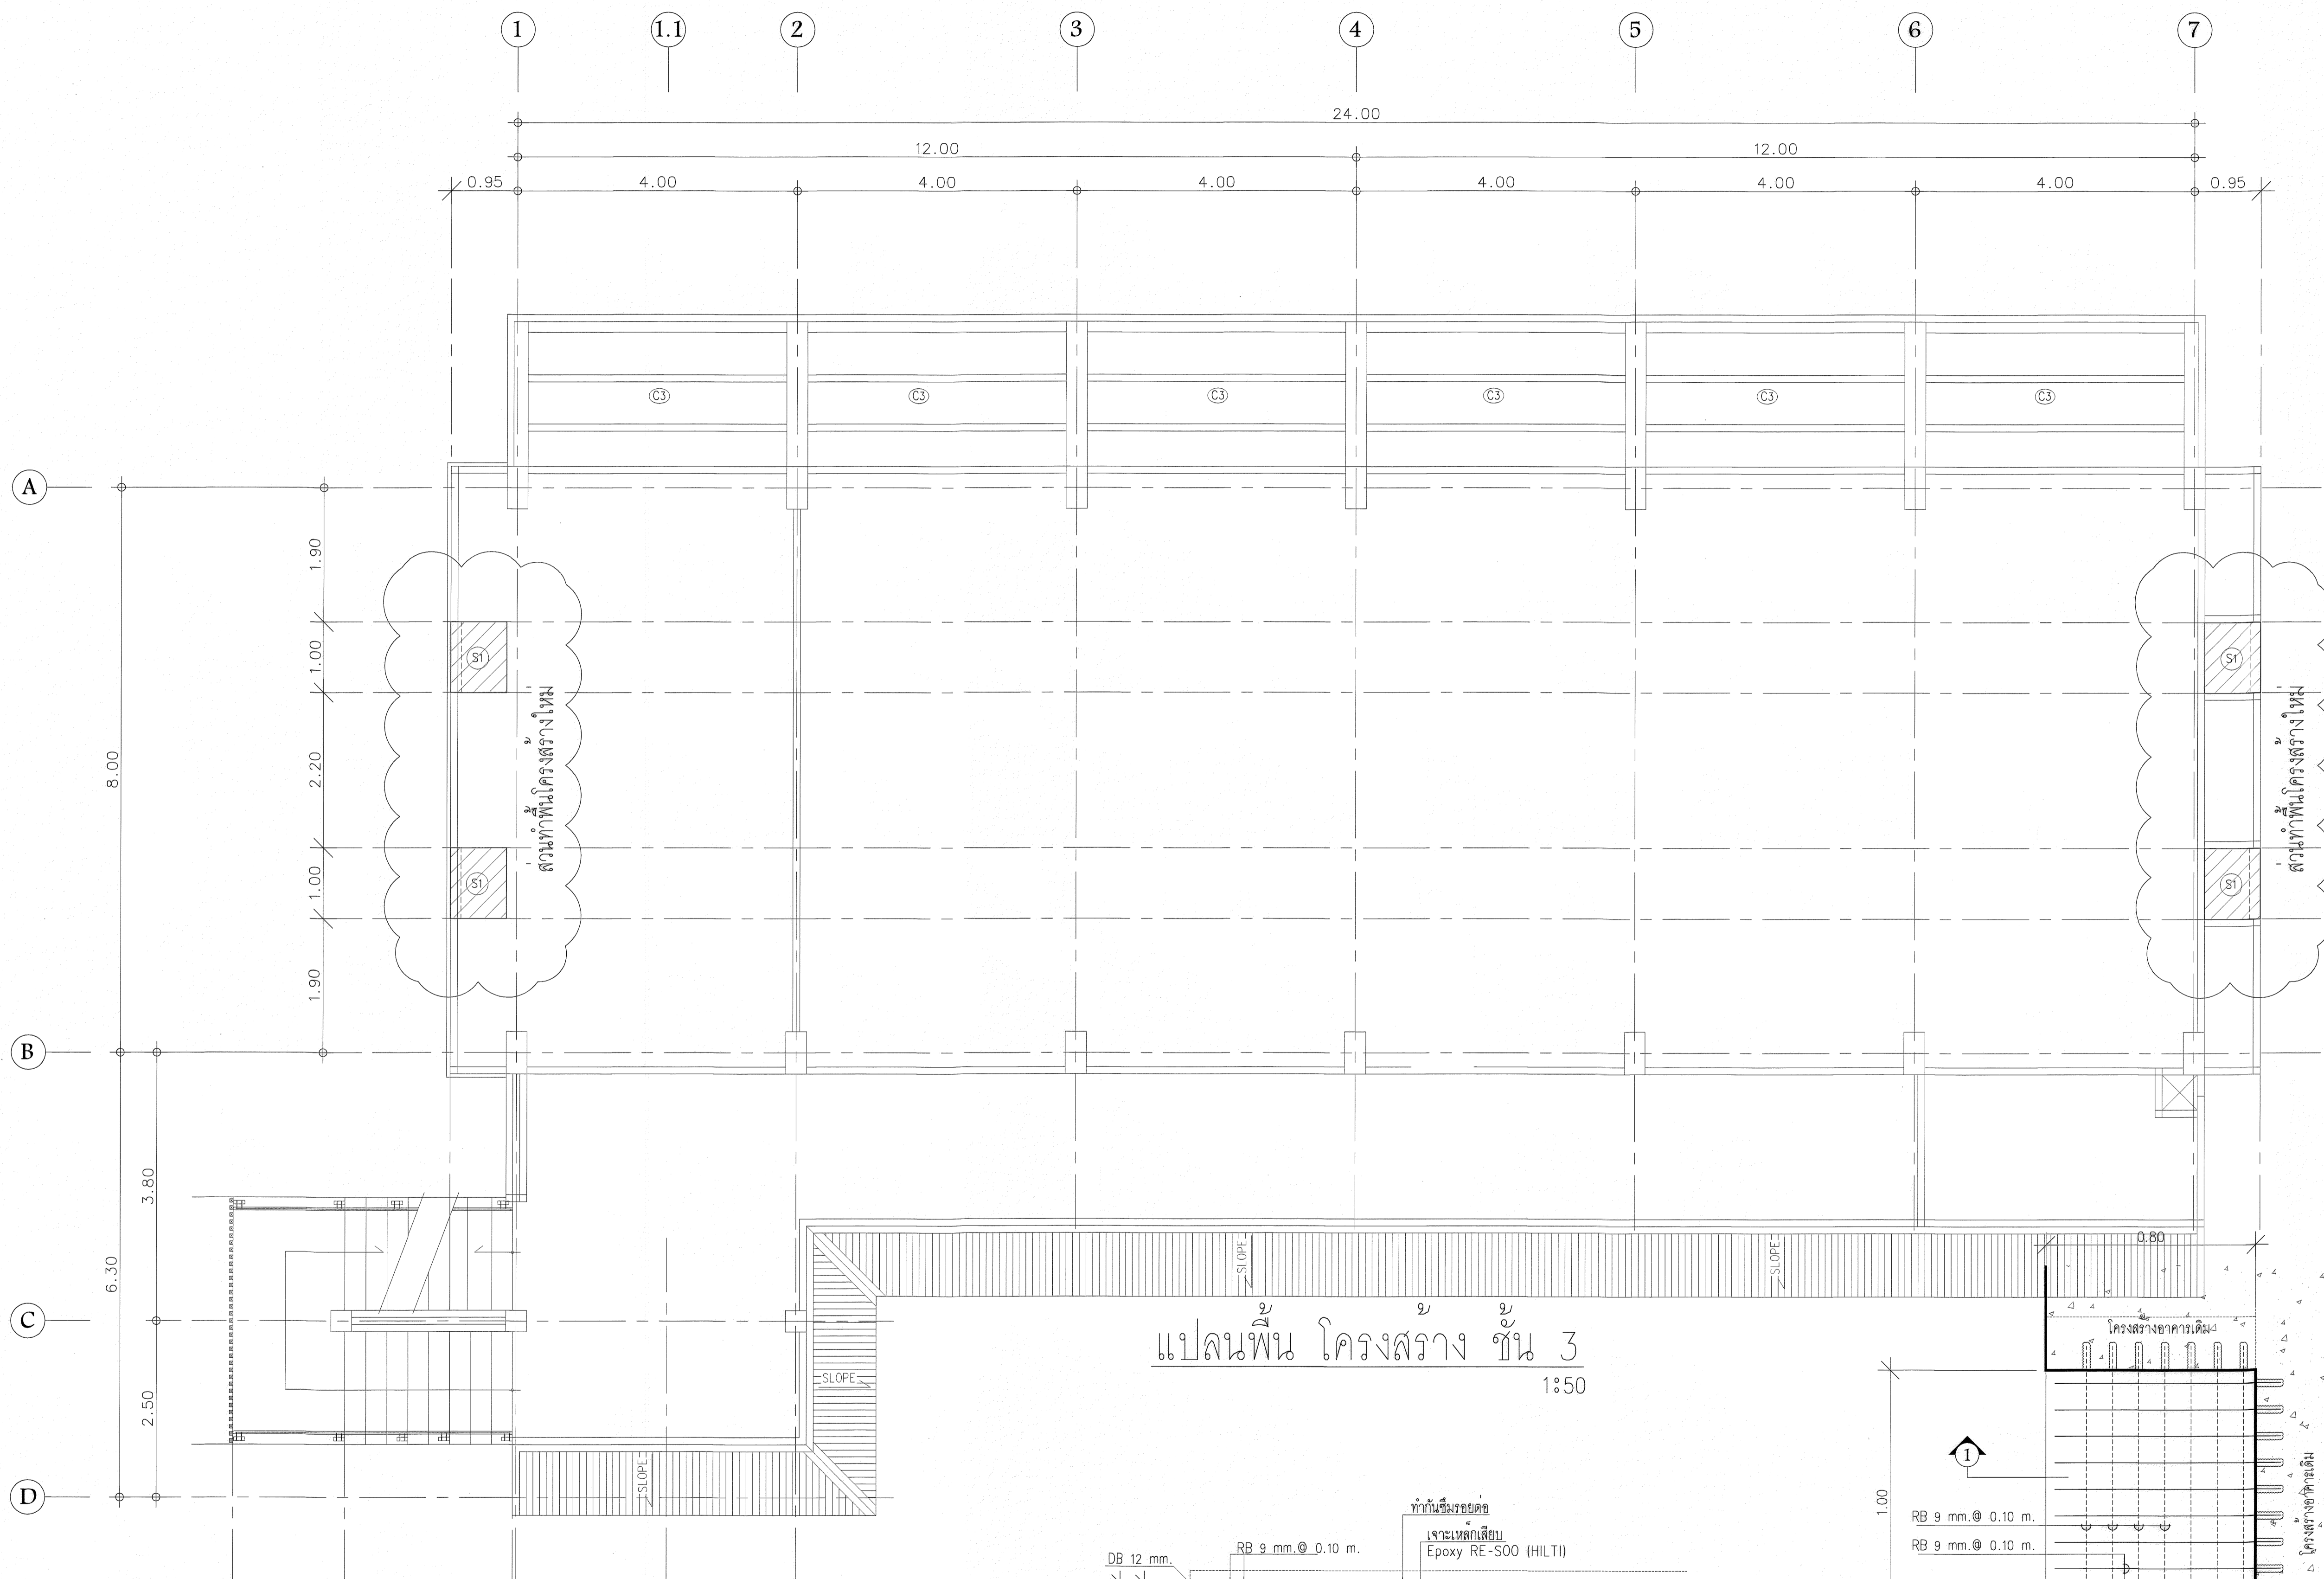 1 1.1 2 3 4 5 6 7
24.00
12.00 12.00
0.95 4.00 4.00 4.00 4.00 4.00 4.00 0.95
C3 C3 C3 C3 C3 C3
A
1.90
1.00
S1 S1
ส่วนทำพื้นโครงสร้างใหม่
ส่วนทำพื้นโครงสร้างใหม่
8.00
2.20
1.00
S1 S1
1.90
B
3.80
6.30
SLOPE SLOPE
0.80
C
แปลนพื้น โครงสร้าง ชั้น 3
1:50
โครงสร้างอาคารเดิม
SLOPE
2.50
SLOPE
D
1
1.00
โครงสร้างอาคารเดิม
RB 9 mm.@ 0.10 m.
RB 9 mm.@ 0.10 m.
ทำกันซึมรอยต่อ
เจาะเหล็กเสียบ
Epoxy RE-SOO (HILTI)
RB 9 mm.@ 0.10 m.
DB 12 mm.